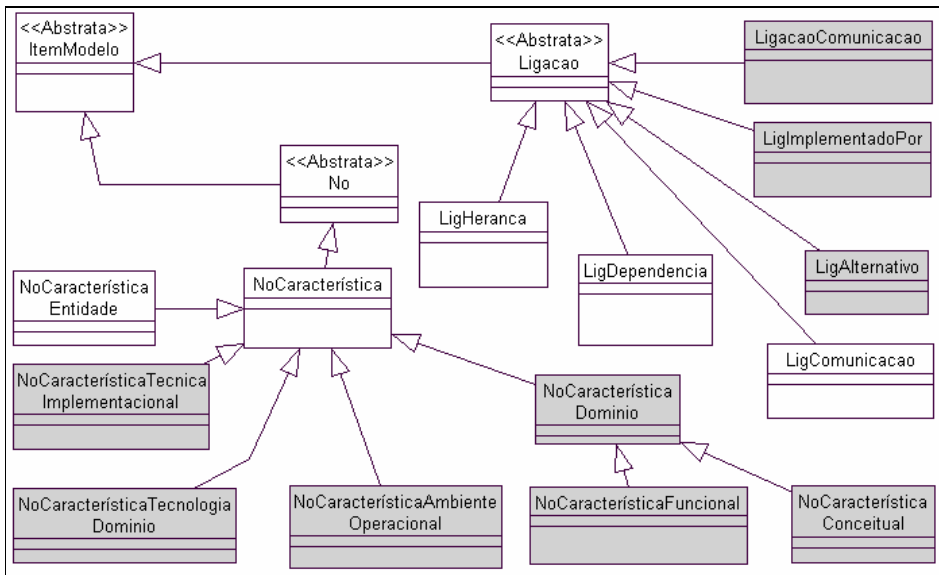 <<Abstrata>>
ItemModelo
<<Abstrata>>
Ligacao
LigacaoComunicacao
LigImplementadoPor
<<Abstrata>>
No
LigHeranca
LigDependencia
LigAlternativo
NoCaracterística
Entidade
NoCaracterística
LigComunicacao
NoCaracterísticaTecnica
Implementacional
NoCaracterística
Dominio
NoCaracterísticaTecnologia
Dominio
NoCaracterísticaAmbiente
Operacional
NoCaracterísticaFuncional
NoCaracterística
Conceitual